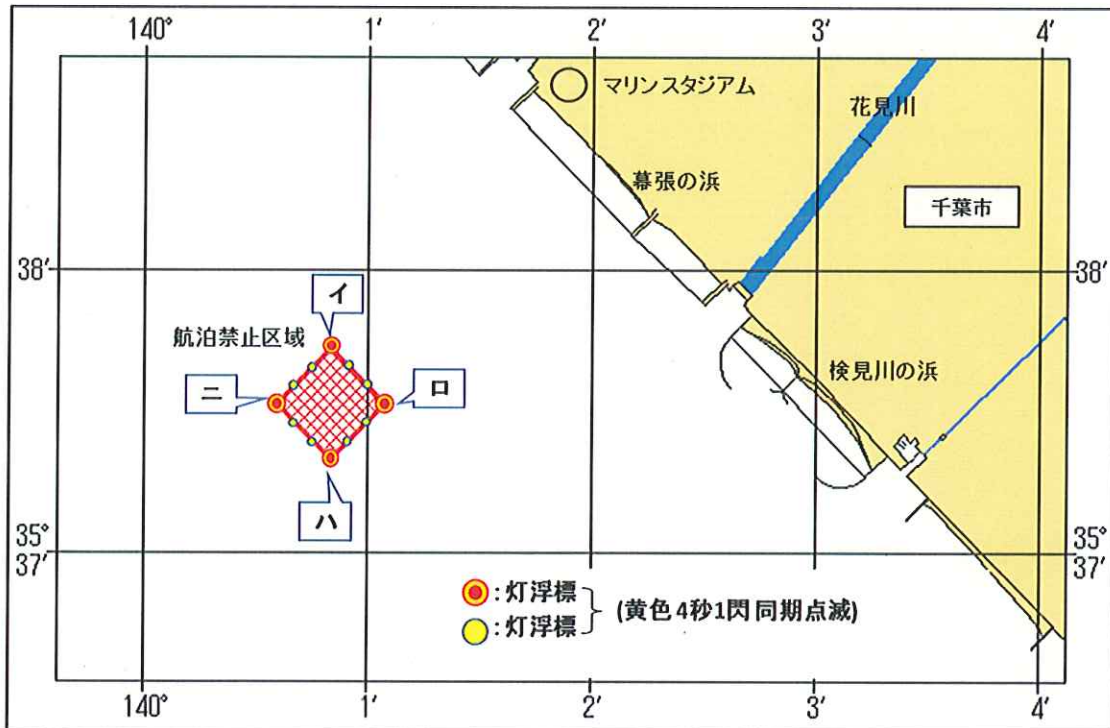 140° 1′ 2′ 3′ 4′
マリンスタジアム
花見川
幕張の浜
千葉市
38′ 38′
イ
航泊禁止区域
検見川の浜
ニ ロ
ハ
35° 35°
37′ 37′
:灯浮標
(黄色4秒1閃同期点滅)
:灯浮標
140° 1′ 2′ 3′ 4′